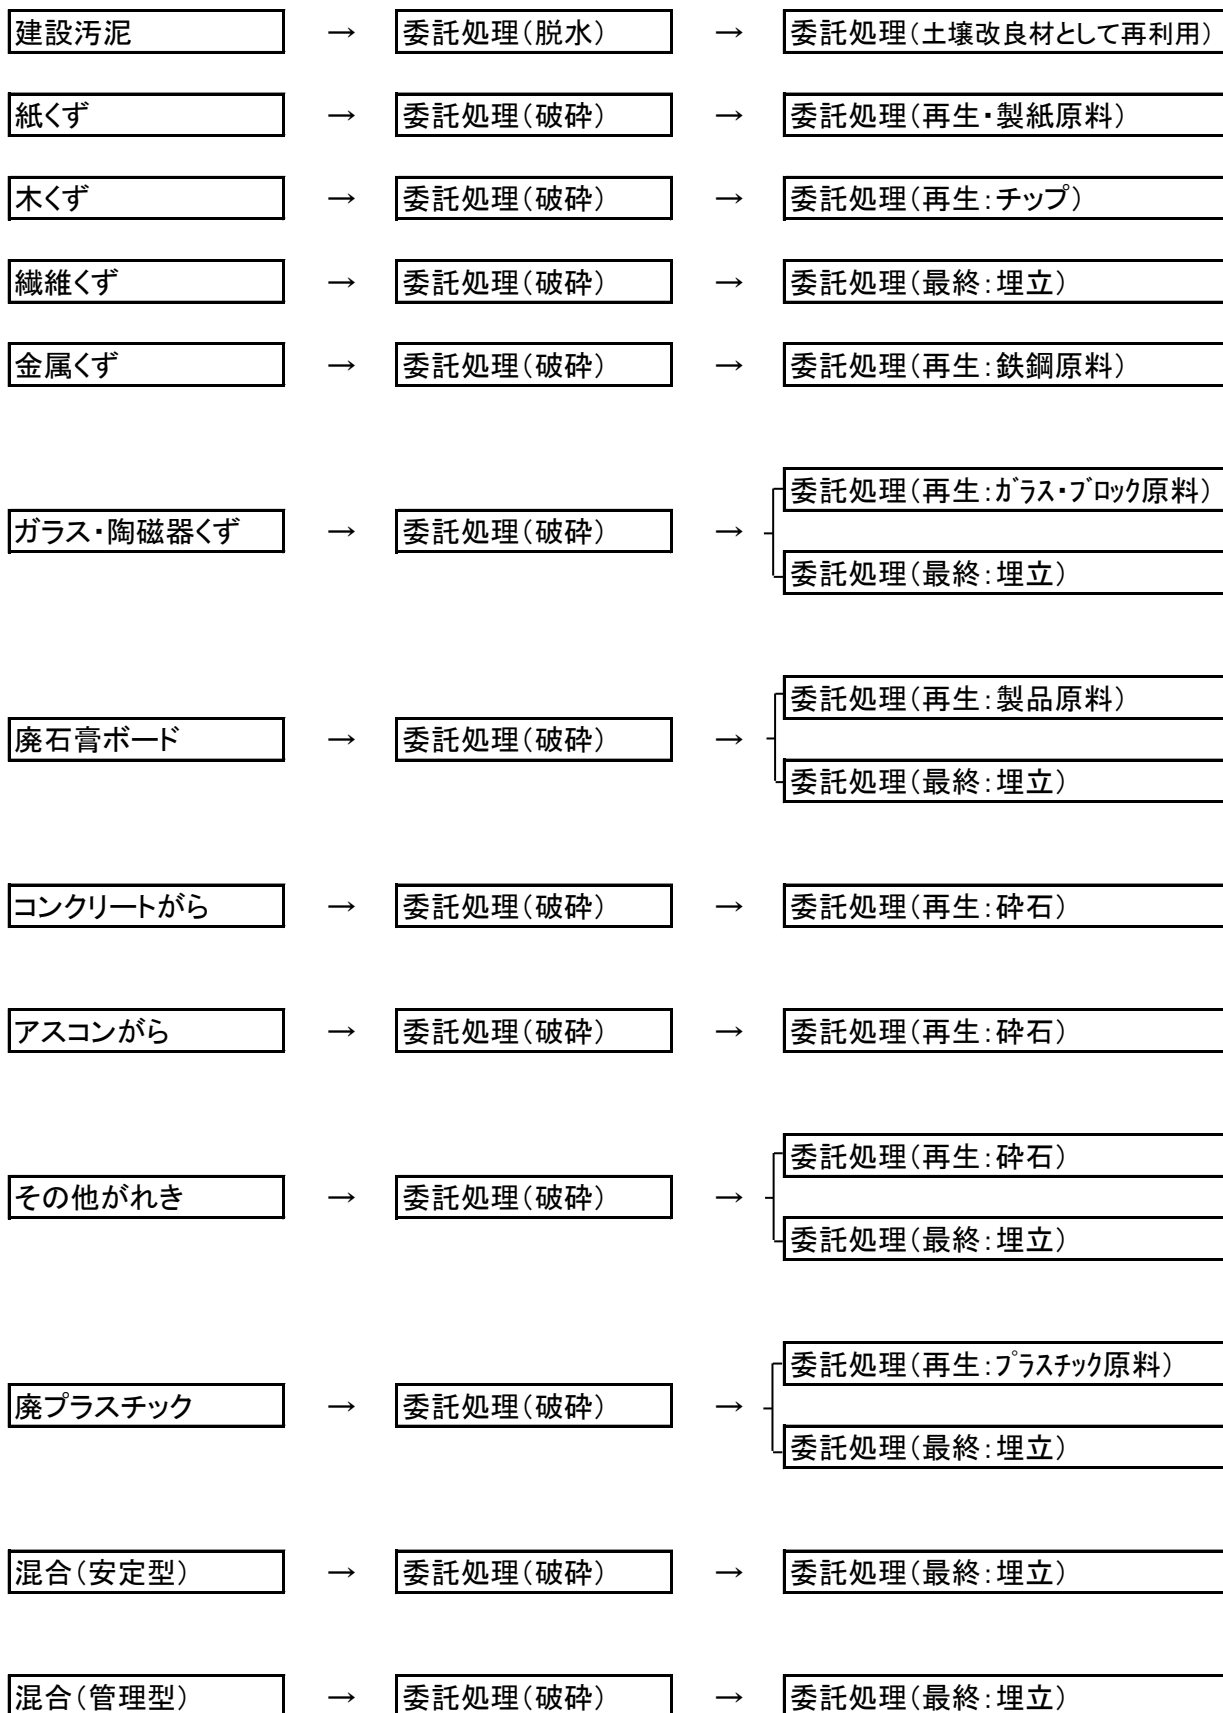 建設汚泥 → 委託処理（脱水） → 委託処理（土壌改良材として再利用）
紙くず → 委託処理（破砕） → 委託処理（再生・製紙原料）
木くず → 委託処理（破砕） → 委託処理（再生：チップ）
繊維くず → 委託処理（破砕） → 委託処理（最終：埋立）
金属くず → 委託処理（破砕） → 委託処理（再生：鉄鋼原料）
委託処理（再生：ｶﾞﾗｽ・ﾌﾞﾛｯｸ原料）
ガラス・陶磁器くず → 委託処理（破砕） →
委託処理（最終：埋立）
委託処理（再生：製品原料）
廃石膏ボード → 委託処理（破砕） →
委託処理（最終：埋立）
コンクリートがら → 委託処理（破砕） → 委託処理（再生：砕石）
アスコンがら → 委託処理（破砕） → 委託処理（再生：砕石）
委託処理（再生：砕石）
その他がれき → 委託処理（破砕） →
委託処理（最終：埋立）
委託処理（再生：ﾌﾟﾗｽﾁｯｸ原料）
廃プラスチック → 委託処理（破砕） →
委託処理（最終：埋立）
混合（安定型） → 委託処理（破砕） → 委託処理（最終：埋立）
混合（管理型） → 委託処理（破砕） → 委託処理（最終：埋立）